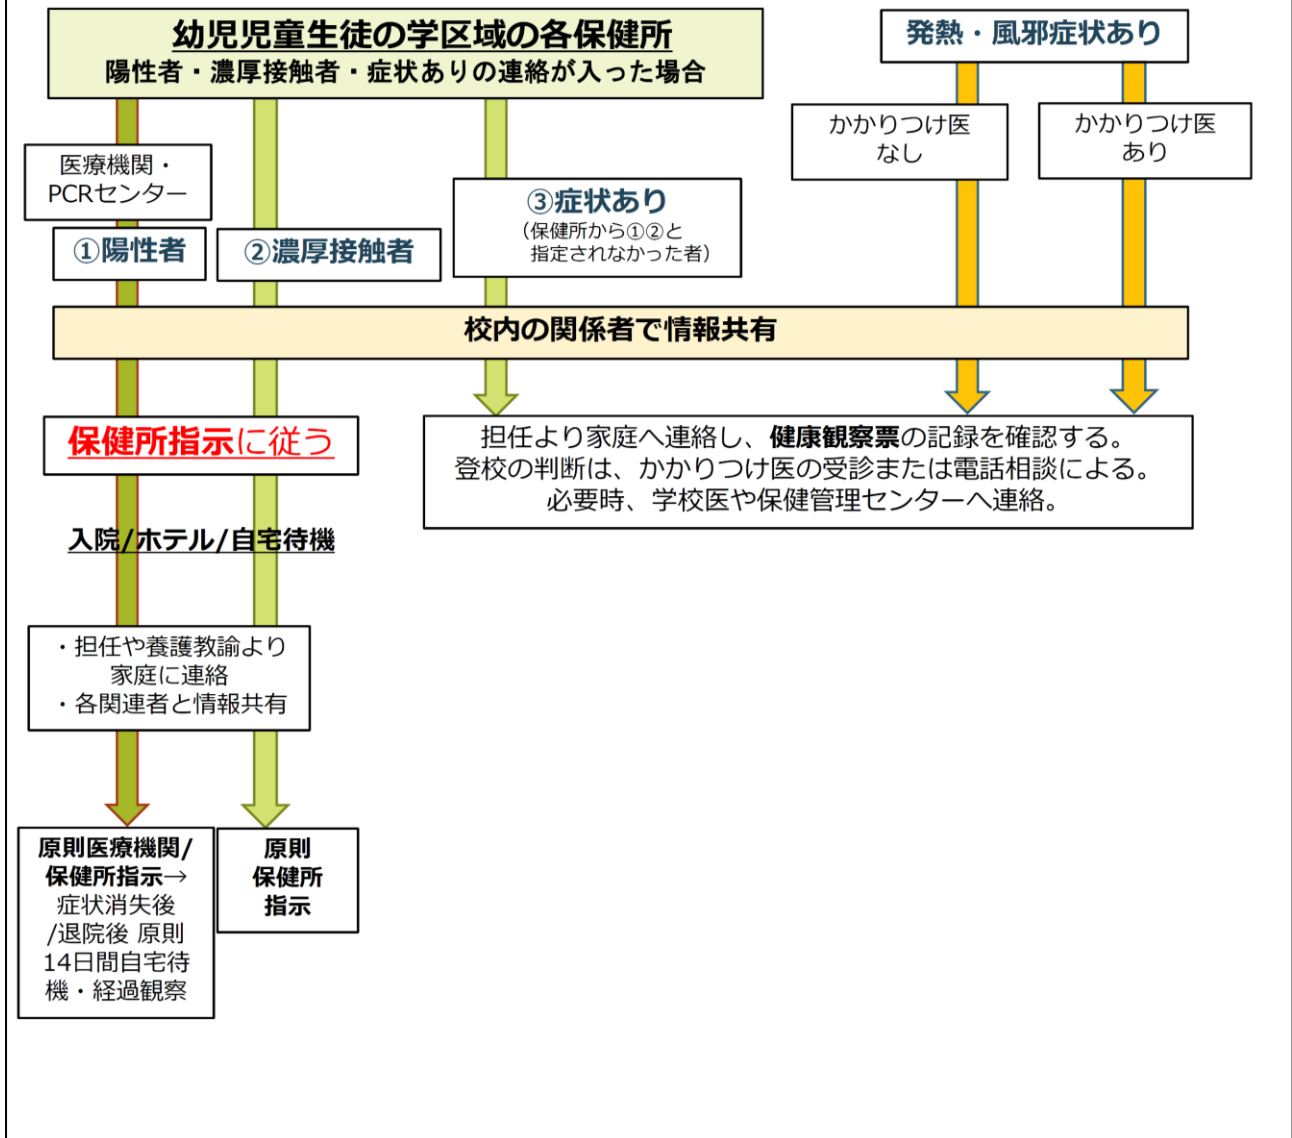 幼児児童生徒の学区域の各保健所
陽性者・濃厚接触者・症状ありの連絡が入った場合
発熱・風邪症状あり
かかりつけ医
なし
かかりつけ医
あり
医療機関・
PCRセンター
①陽性者
②濃厚接触者
③症状あり
（保健所から①②と
指定されなかった者）
校内の関係者で情報共有
保健所指示に従う
担任より家庭へ連絡し、健康観察票の記録を確認する。
登校の判断は、かかりつけ医の受診または電話相談による。
必要時、学校医や保健管理センターへ連絡。
入院/ホテル/自宅待機
・担任や養護教諭より
家庭に連絡
・各関連者と情報共有
原則医療機関/
保健所指示→
症状消失後
/退院後 原則
14日間自宅待
機・経過観察
原則
保健所
指示